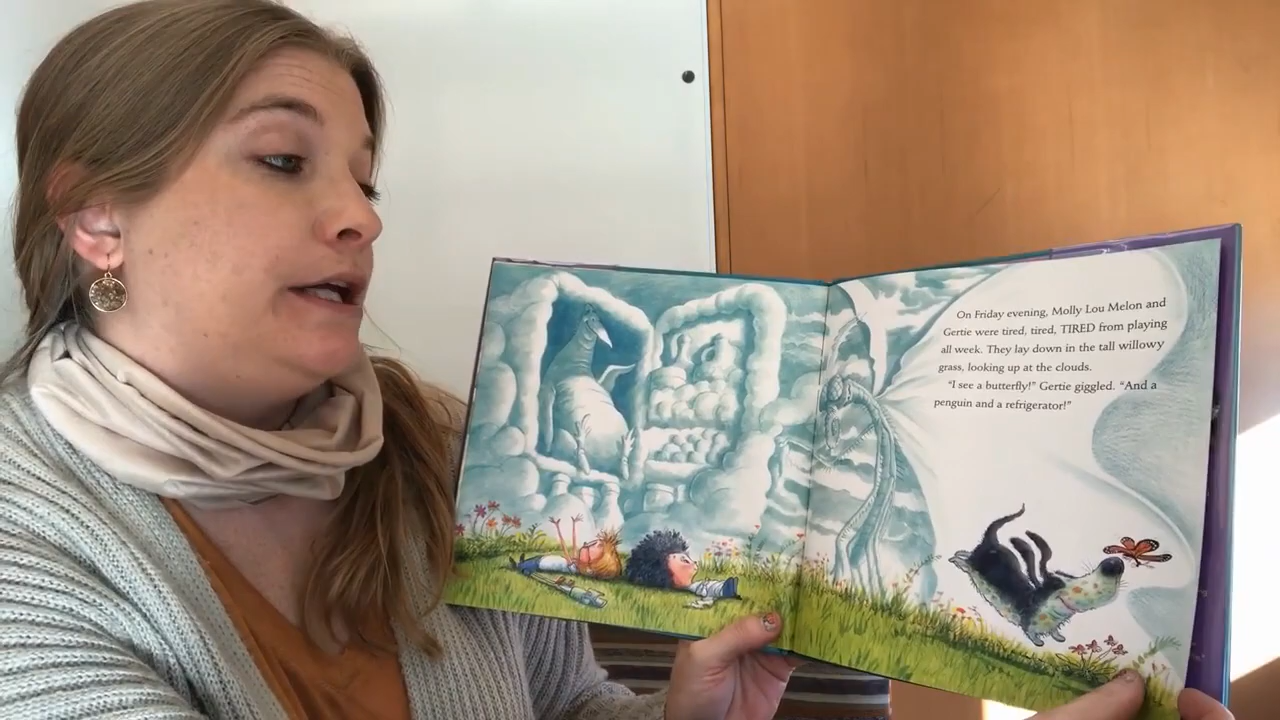 On Friday evening, Molly Lou Melon and
Gertie were tired, tired, TIRED from playing
all week. They lay down in the tall willowy
grass, looking up at the clouds.
"I see a butterfly!" Gertie giggled. "And a
penguin and a refrigerator!"